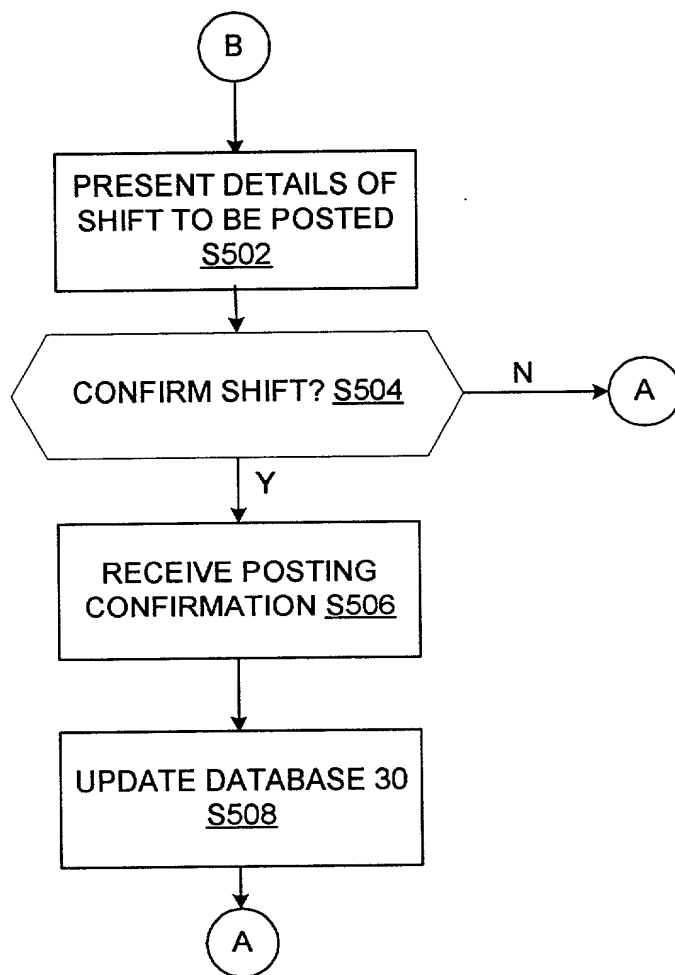 B
PRESENT DETAILS OF
SHIFT TO BE POSTED
S502
CONFIRM SHIFT? S504
N
A
Y
RECEIVE POSTING
CONFIRMATION S506
UPDATE DATABASE 30
S508
A